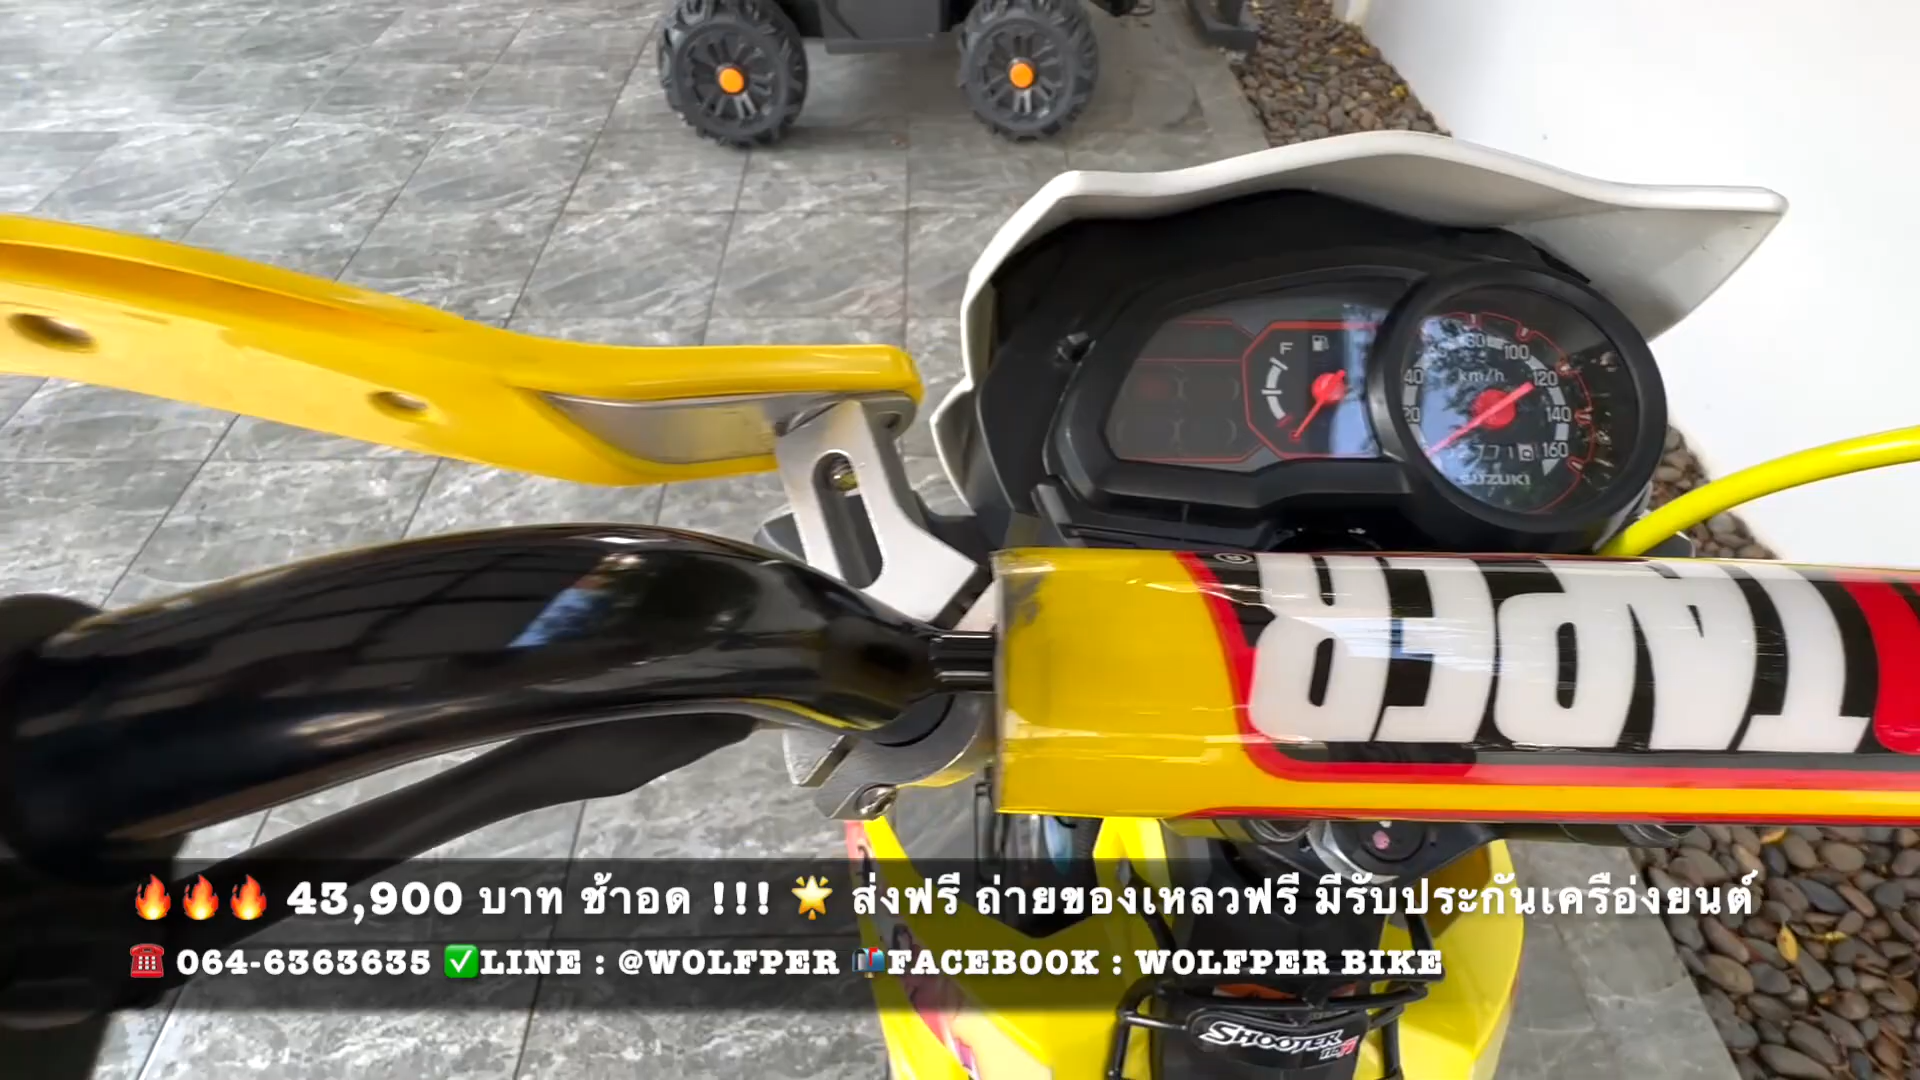 F
20
40
80
100
120
140
160
km/h
SUZUKI
TAPER
®
🔥🔥🔥 43,900 บาท ช้าอด !!! 🌟 ส่งฟรี ถ่ายของเหลวฟรี มีรับประกันเครือ่งยนต์
☎️ 064-6363635 ✅LINE : @WOLFPER 📬FACEBOOK : WOLFPER BIKE
SHOOTER